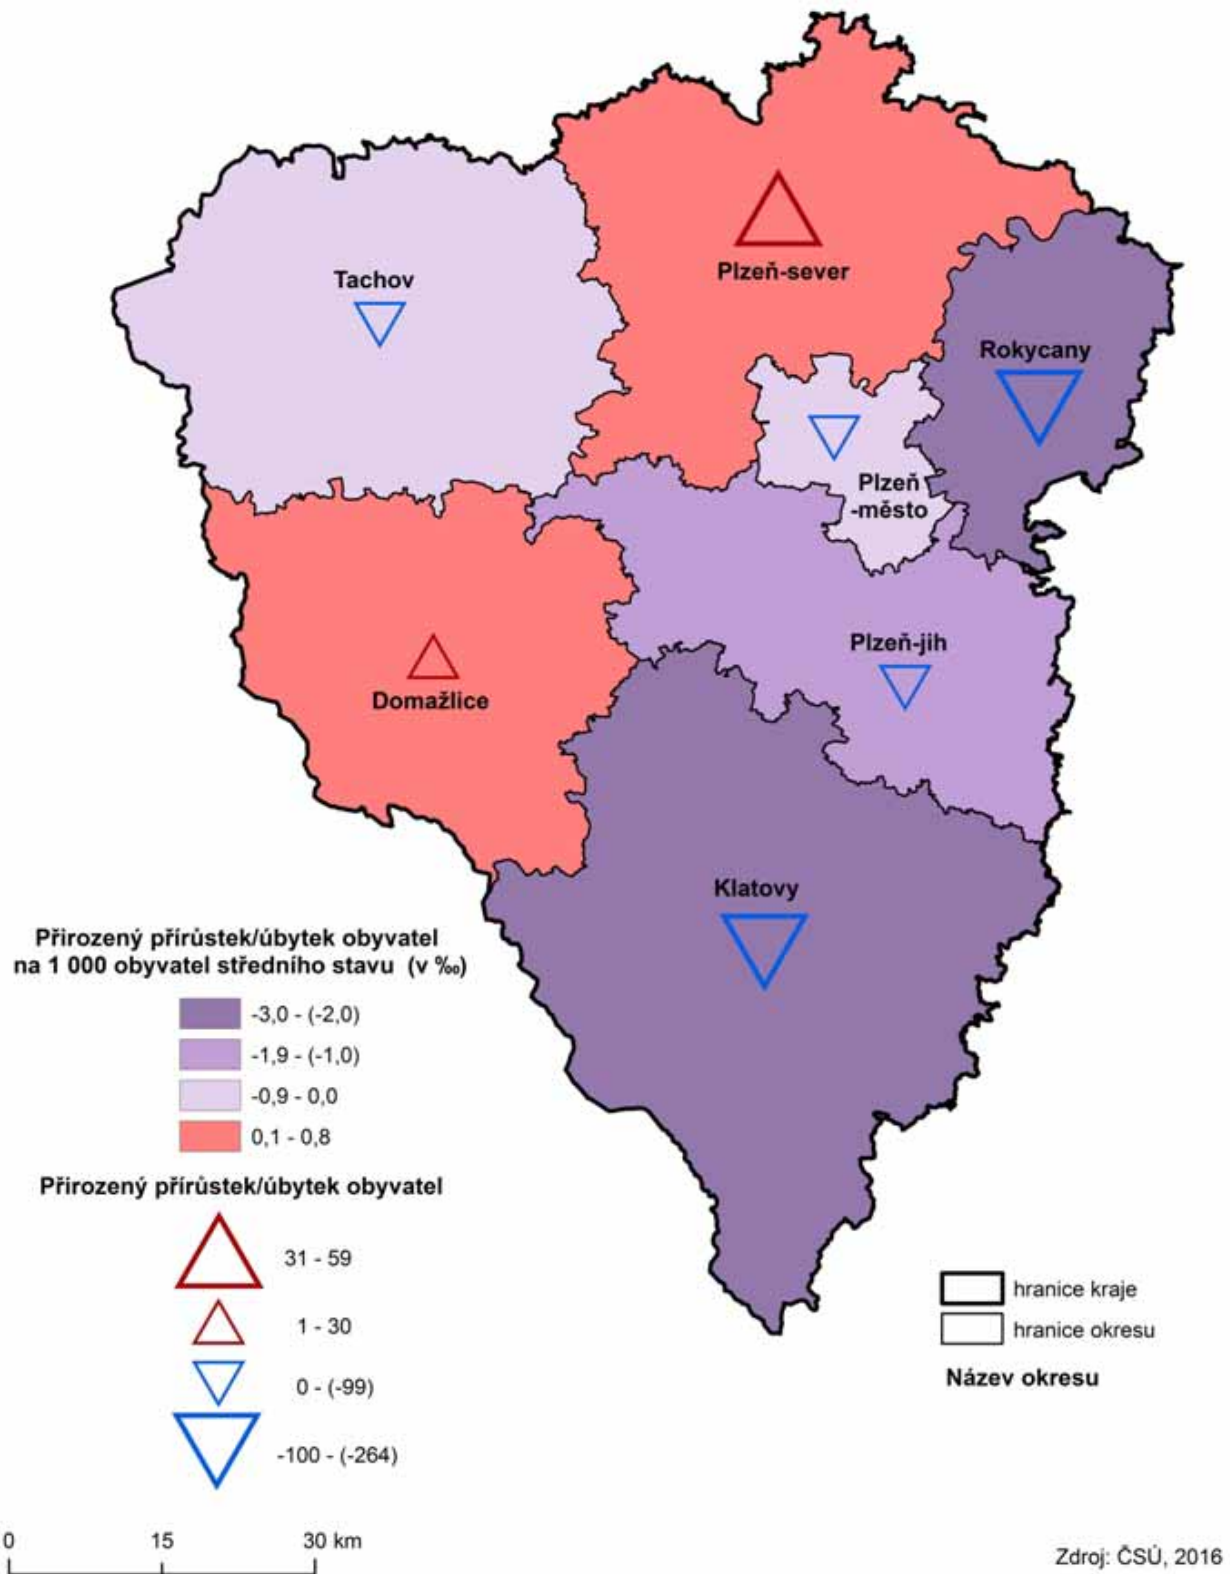 Tachov
Plzeň-sever
Rokycany
Plzeň
-město
Plzeň-jih
Domažlice
Klatovy
Přirozený přírůstek/úbytek obyvatel
na 1 000 obyvatel středního stavu (v ‰)
-3,0 - (-2,0)
-1,9 - (-1,0)
-0,9 - 0,0
0,1 - 0,8
Přirozený přírůstek/úbytek obyvatel
31 - 59
1 - 30
0 - (-99)
-100 - (-264)
hranice kraje
hranice okresu
Název okresu
0 15 30 km
Zdroj: ČSÚ, 2016